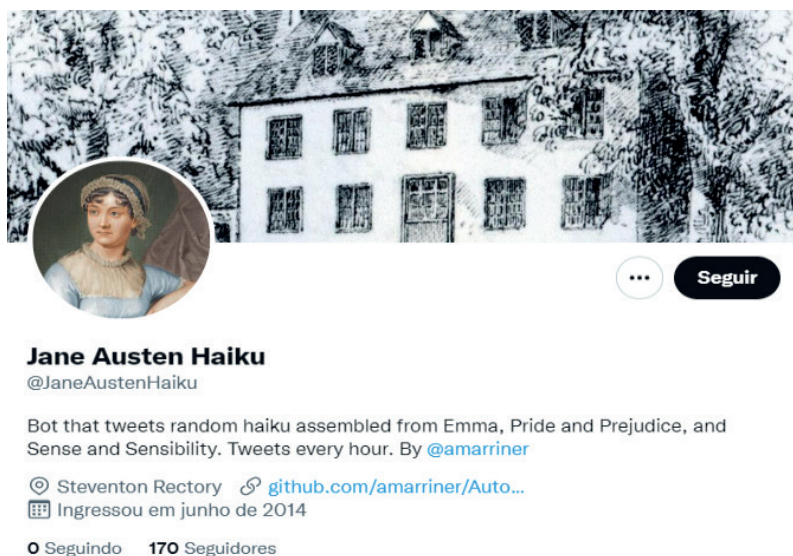 Seguir
Jane Austen Haiku
@JaneAustenHaiku
Bot that tweets random haiku assembled from Emma, Pride and Prejudice, and
Sense and Sensibility. Tweets every hour. By @amarriner
Steventon Rectory github.com/amarriner/Auto...
Ingressou em junho de 2014
0 Seguindo 170 Seguidores